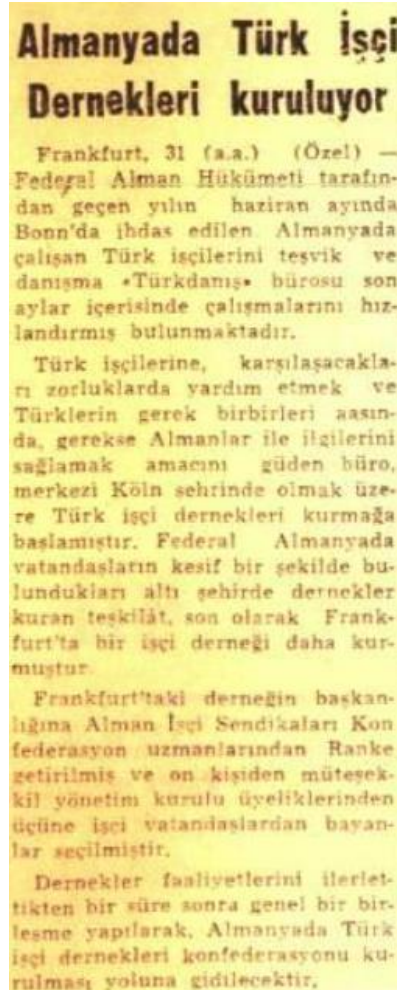 Almanyada Türk İşçi
Dernekleri kuruluyor
Frankfurt, 31 (a.a.) (Özel) —
Federal Alman Hükümeti tarafın-
dan geçen yılın haziran ayında
Bonn'da ihdas edilen Almanyada
çalışan Türk işçilerini teşvik ve
danışma «Türkdanış» bürosu son
aylar içerisinde çalışmalarını hız-
landırmış bulunmaktadır.
Türk işçilerine, karşılaşacakla-
rı zorluklarda yardım etmek ve
Türklerin gerek birbirleri aasın-
da, gerekse Almanlar ile ilgilerini
sağlamak amacını güden büro,
merkezi Köln şehrinde olmak üze-
re Türk işçi dernekleri kurmağa
başlamıştır. Federal Almanyada
vatandaşların kesif bir şekilde bu-
lundukları altı şehirde dernekler
kuran teşkilât, son olarak Frank-
furt'ta bir işçi derneği daha kur-
muştur.
Frankfurt'taki derneğin başkan-
lığına Alman İşçi Sendikaları Kon
federasyon uzmanlarından Ranke
getirilmiş ve on kişiden müteşek-
kil yönetim kurulu üyeliklerinden
üçüne işçi vatandaşlardan bayan-
lar seçilmiştir.
Dernekler faaliyetlerini ilerlet-
tikten bir süre sonra genel bir bir-
leşme yapılarak, Almanyada Türk
işçi dernekleri konfederasyonu ku-
rulması yoluna gidilecektir.